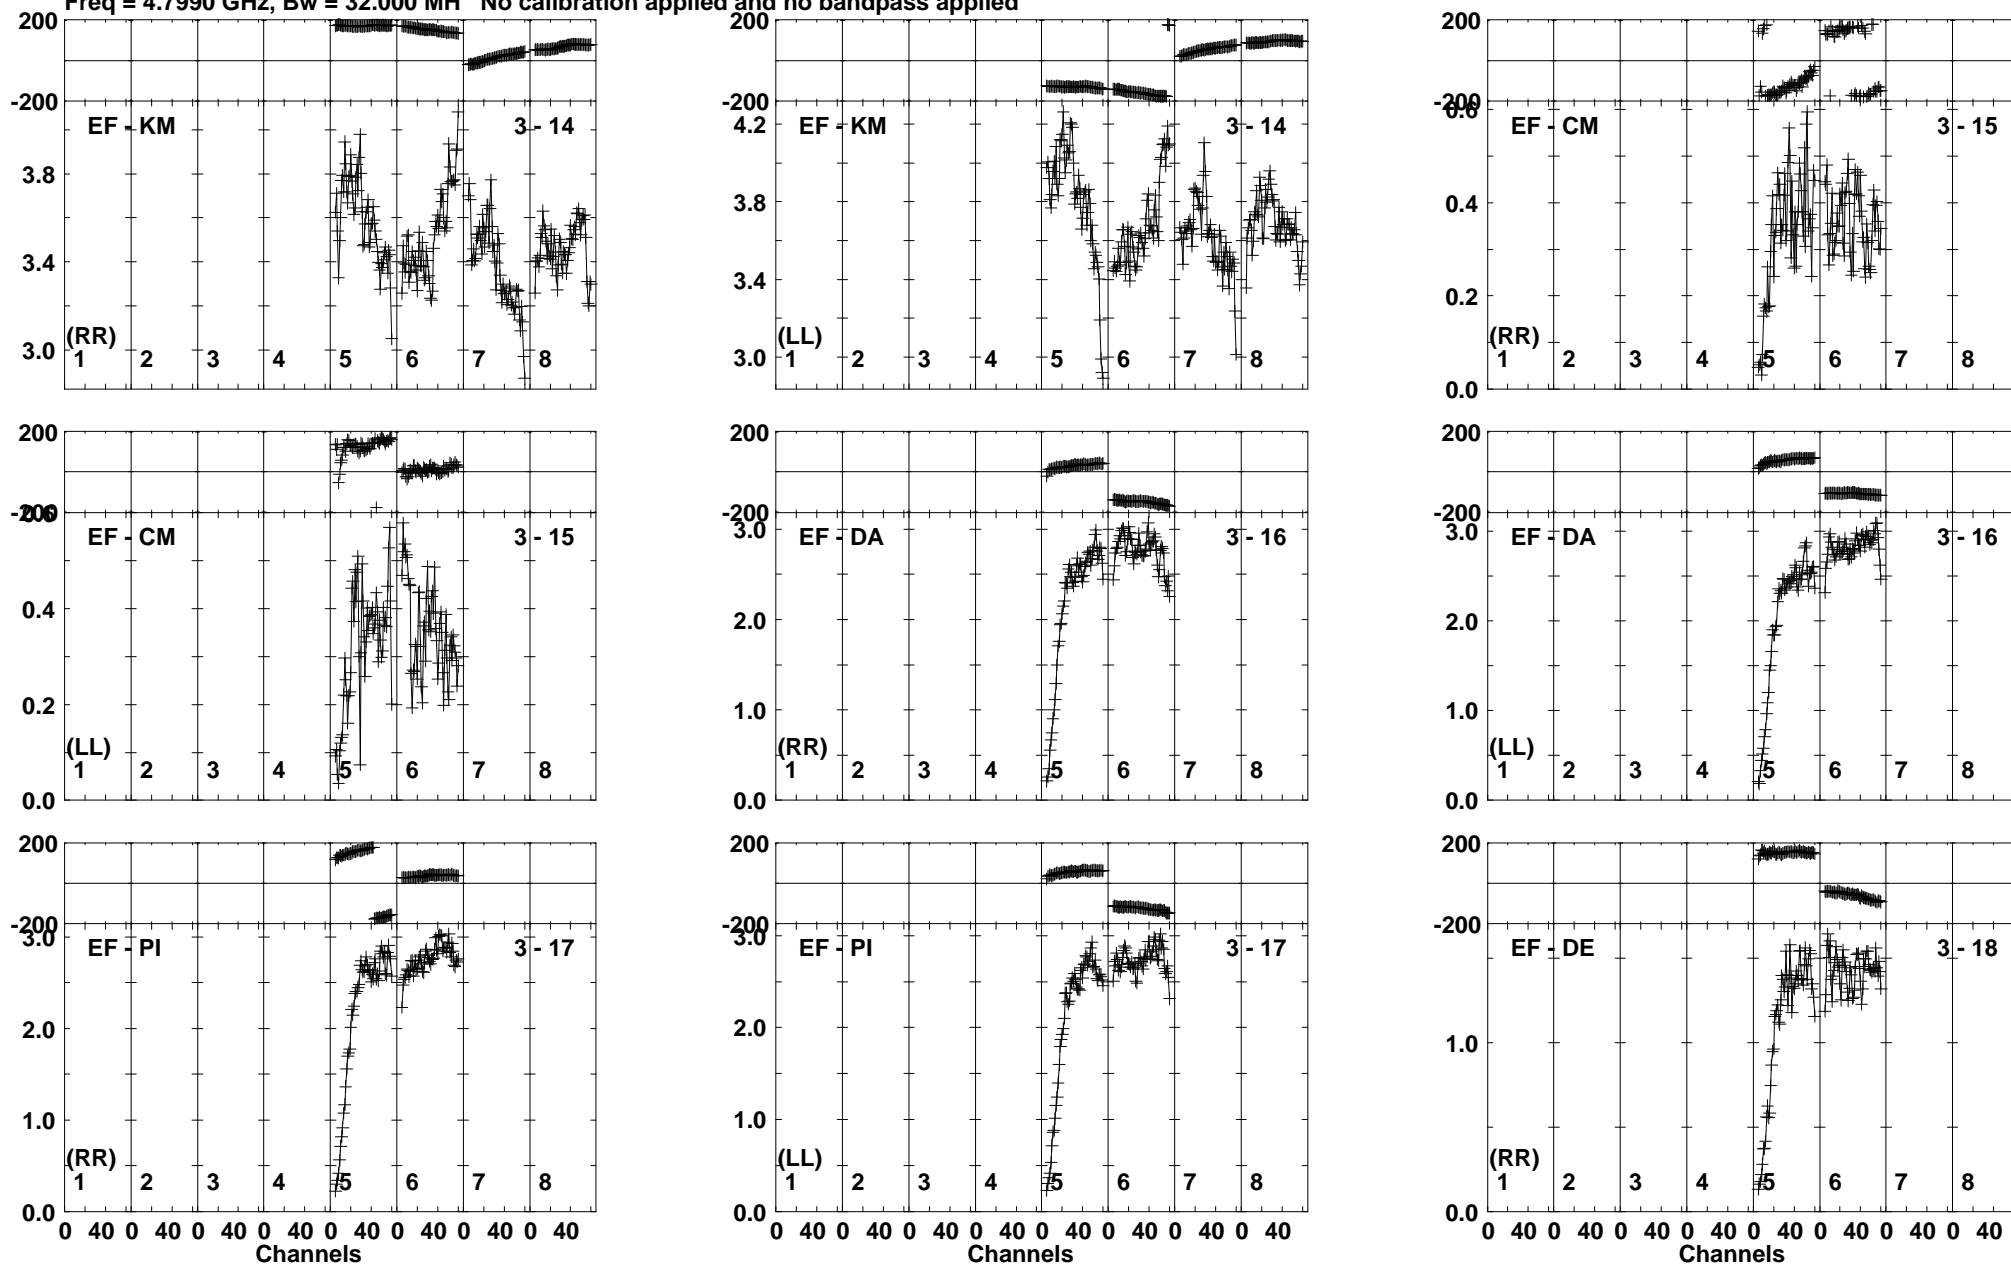 Freq = 4.7990 GHz, Bw = 32.000 MH No calibration applied and no bandpass applied
200 200 200
-200 -200 -200
EF - KM 3 - 14 EF - KM 3 - 14 EF - CM 3 - 15
4.2 0.6
3.8 3.8 0.4
3.4 3.4 0.2
3.0 3.0 0.0
(RR) (LL) (RR)
1 2 3 4 5 6 7 8 1 2 3 4 5 6 7 8 1 2 3 4 5 6 7 8
200 200 200
-200 -200 -200
EF - CM 3 - 15 EF - DA 3 - 16 EF - DA 3 - 16
0.6 3.0 3.0
0.4 2.0 2.0
0.2 1.0 1.0
0.0 0.0 0.0
(LL) (RR) (LL)
1 2 3 4 5 6 7 8 1 2 3 4 5 6 7 8 1 2 3 4 5 6 7 8
200 200 200
-200 -200 -200
EF - PI 3 - 17 EF - PI 3 - 17 EF - DE 3 - 18
3.0 3.0
2.0 2.0 1.0
1.0 1.0
0.0 0.0 0.0
(RR) (LL) (RR)
1 2 3 4 5 6 7 8 1 2 3 4 5 6 7 8 1 2 3 4 5 6 7 8
0 40 0 40 0 40 0 40 0 40 0 40 0 40 0 40 0 40 0 40 0 40 0 40 0 40 0 40 0 40 0 40 0 40 0 40 0 40 0 40 0 40 0 40 0 40 0 40
Channels Channels Channels